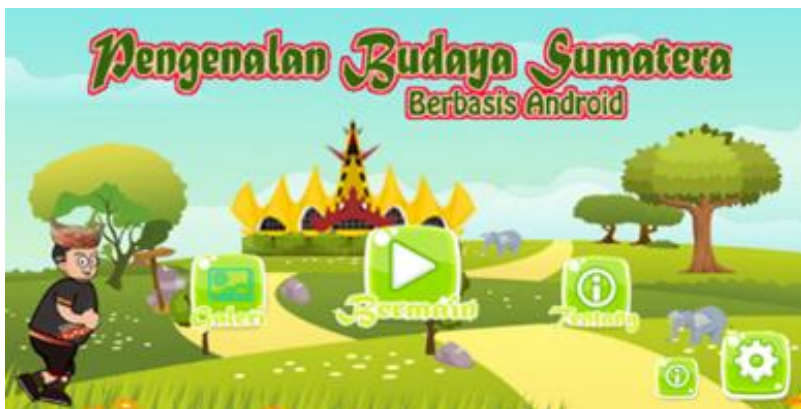 Pengenalan Budaya Sumatera
Berbasis Android
Galeri
Bermain
Tentang